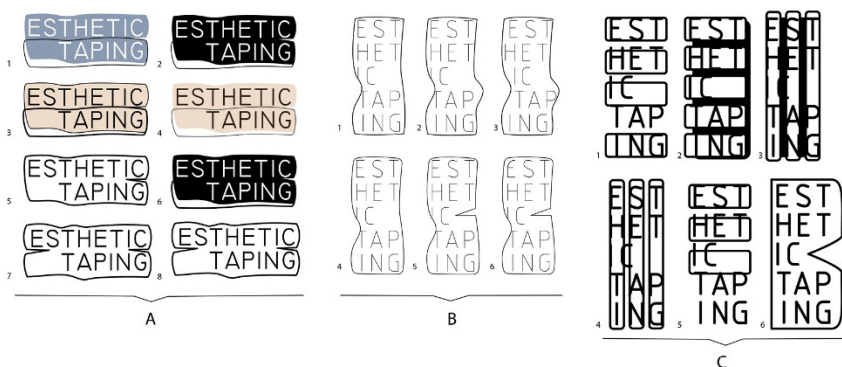 ESTHETIC
TAPING
1
ESTHETIC
TAPING
2
ESTHETIC
TAPING
3
ESTHETIC
TAPING
4
ESTHETIC
TAPING
5
ESTHETIC
TAPING
6
ESTHETIC
TAPING
7
ESTHETIC
TAPING
8
A
EST
HET
IC
TAP
ING
1
EST
HET
IC
TAP
ING
2
EST
HET
IC
TAP
ING
3
EST
HET
IC
TAP
ING
4
EST
HET
IC
TAP
ING
5
EST
HET
IC
TAP
ING
6
B
EST
HET
IC
TAP
ING
1
EST
HET
IC
TAP
ING
2
EST
HET
IC
TAP
ING
3
EST
HET
IC
TAP
ING
4
EST
HET
IC
TAP
ING
5
EST
HET
IC
TAP
ING
6
C